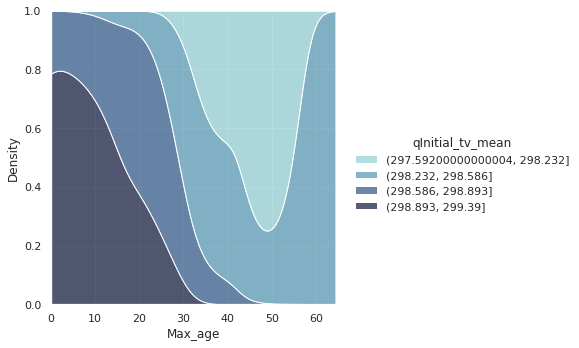 1.0
0.8
0.6
0.4
0.2
0.0
Density
0 10 20 30 40 50 60
Max_age
qInitial_tv_mean
(297.59200000000004, 298.232]
(298.232, 298.586]
(298.586, 298.893]
(298.893, 299.39]